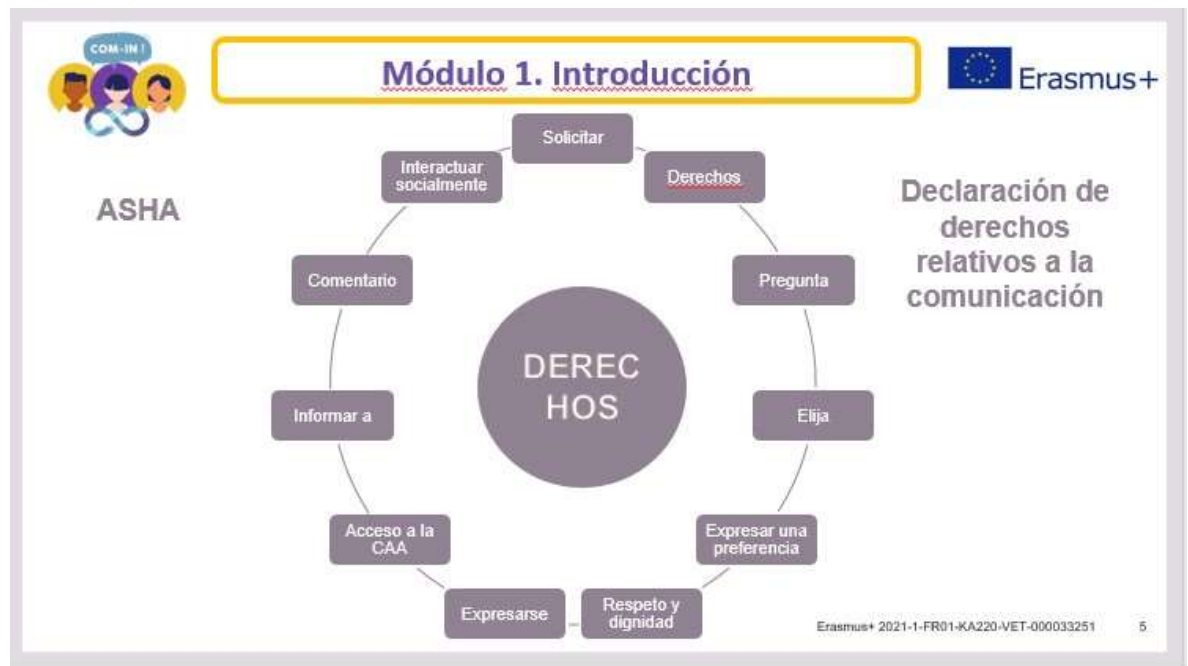 COM-IN !
Módulo 1. Introducción
Erasmus+
ASHA
Declaración de
derechos
relativos a la
comunicación
Solicitar
Derechos
Pregunta
Elija
Expresar una
preferencia
Respeto y
dignidad
Expresarse
Acceso a la
CAA
Informar a
Comentario
Interactuar
socialmente
DEREC
HOS
Erasmus+ 2021-1-FR01-KA220-VET-000033251
5